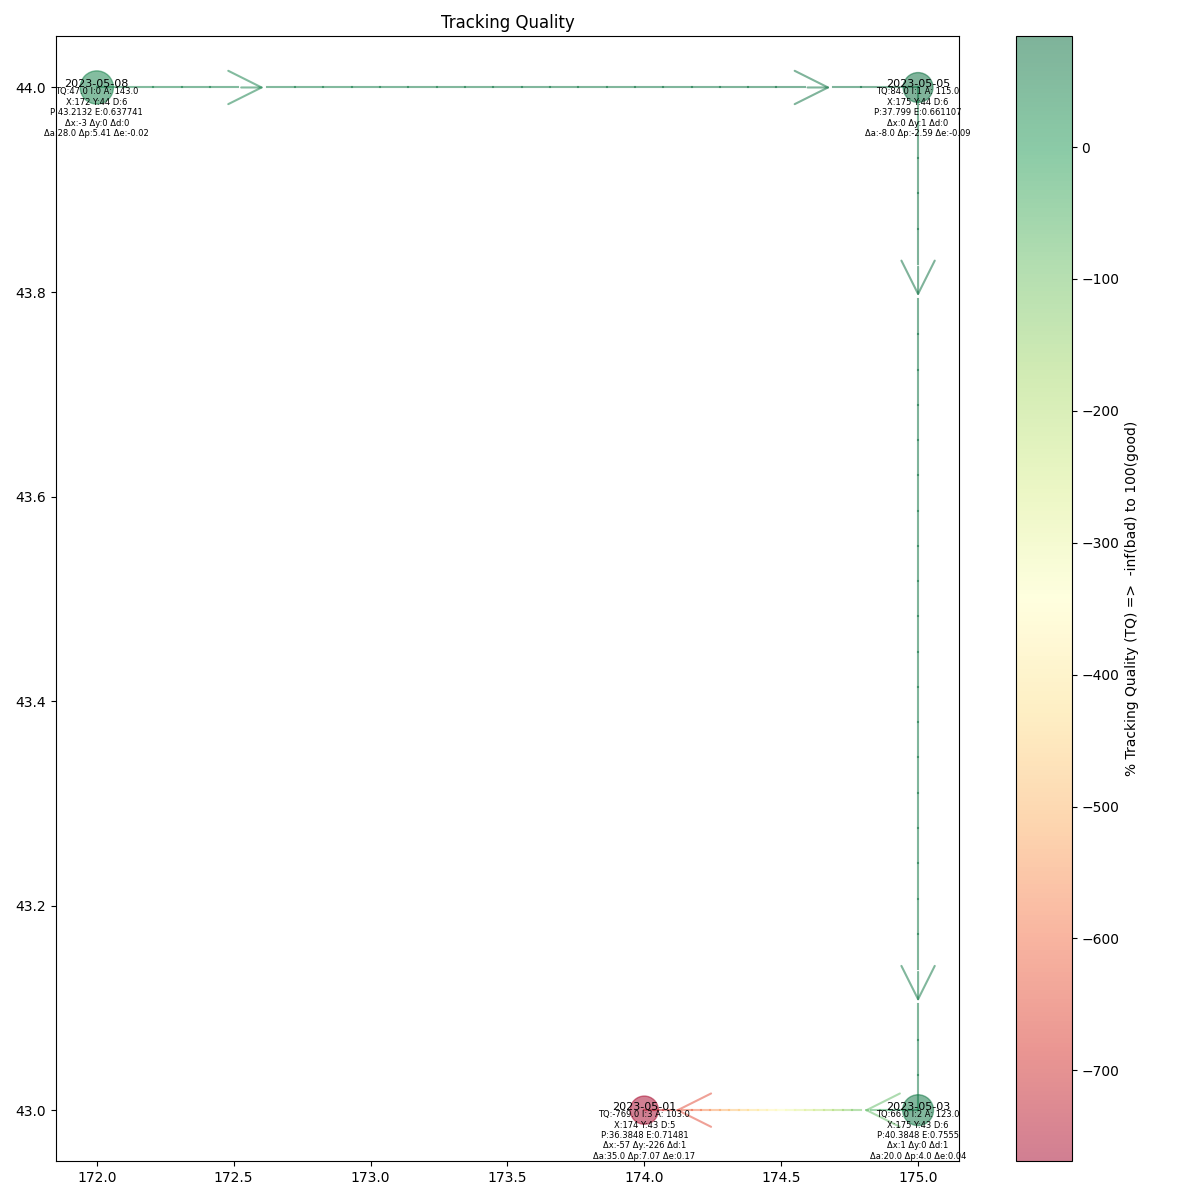 Tracking Quality
44.0
43.8
43.6
43.4
43.2
43.0
172.0
172.5
173.0
173.5
174.0
174.5
175.0
2023-05-08
TQ:47.0 I:0 A: 143.0
X:172 Y:44 D:6
P:43.2132 E:0.637741
Δx:-3 Δy:0 Δd:0
Δa:28.0 Δp:5.41 Δe:-0.02
2023-05-05
TQ:84.0 I:1 A: 115.0
X:175 Y:44 D:6
P:37.799 E:0.661107
Δx:0 Δy:1 Δd:0
Δa:-8.0 Δp:-2.59 Δe:-0.09
2023-05-01
TQ:-769.0 I:3 A: 103.0
X:174 Y:43 D:5
P:36.3848 E:0.71481
Δx:-57 Δy:-226 Δd:1
Δa:35.0 Δp:7.07 Δe:0.17
2023-05-03
TQ:66.0 I:2 A: 123.0
X:175 Y:43 D:6
P:40.3848 E:0.7555
Δx:1 Δy:0 Δd:1
Δa:20.0 Δp:4.0 Δe:0.04
0
−100
−200
−300
−400
−500
−600
−700
% Tracking Quality (TQ) => -inf(bad) to 100(good)